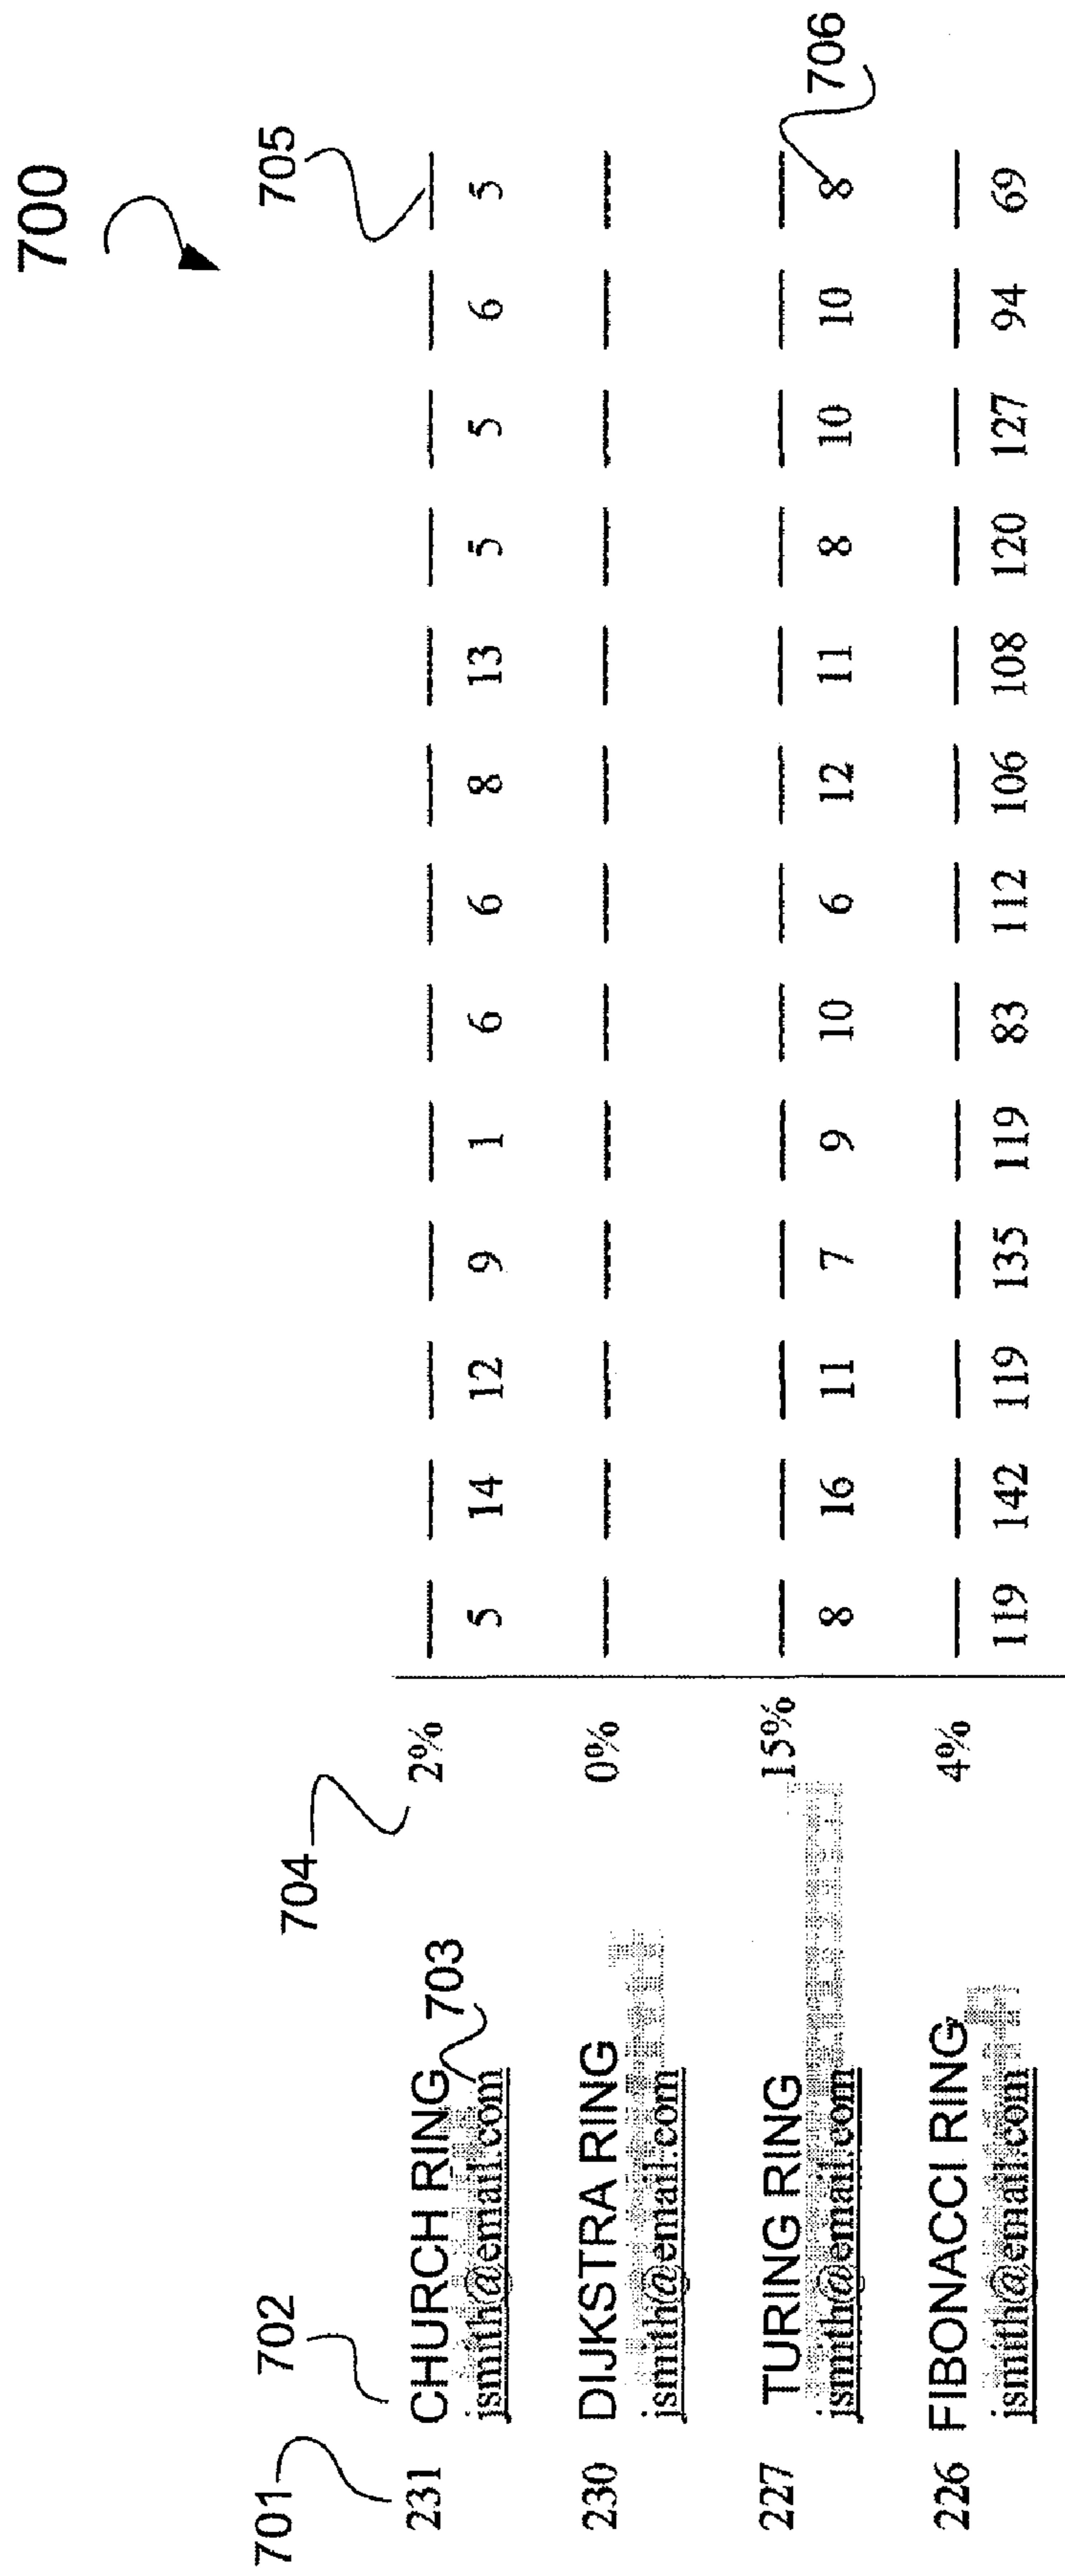 700
701 702 703 704 705 706
231 CHURCH RING 2% — — — — — — — — — — — — —
jsmith@email.com 5 14 12 9 1 6 6 8 13 5 5 6 5
230 DIJKSTRA RING 0% — — — — — — — — — — — — —
jsmith@email.com
227 TURING RING 15% — — — — — — — — — — — — —
jsmith@email.com 8 16 11 7 9 10 6 12 11 8 10 10 8
226 FIBONACCI RING 4% — — — — — — — — — — — — —
jsmith@email.com 119 142 119 135 119 83 112 106 108 120 127 94 69